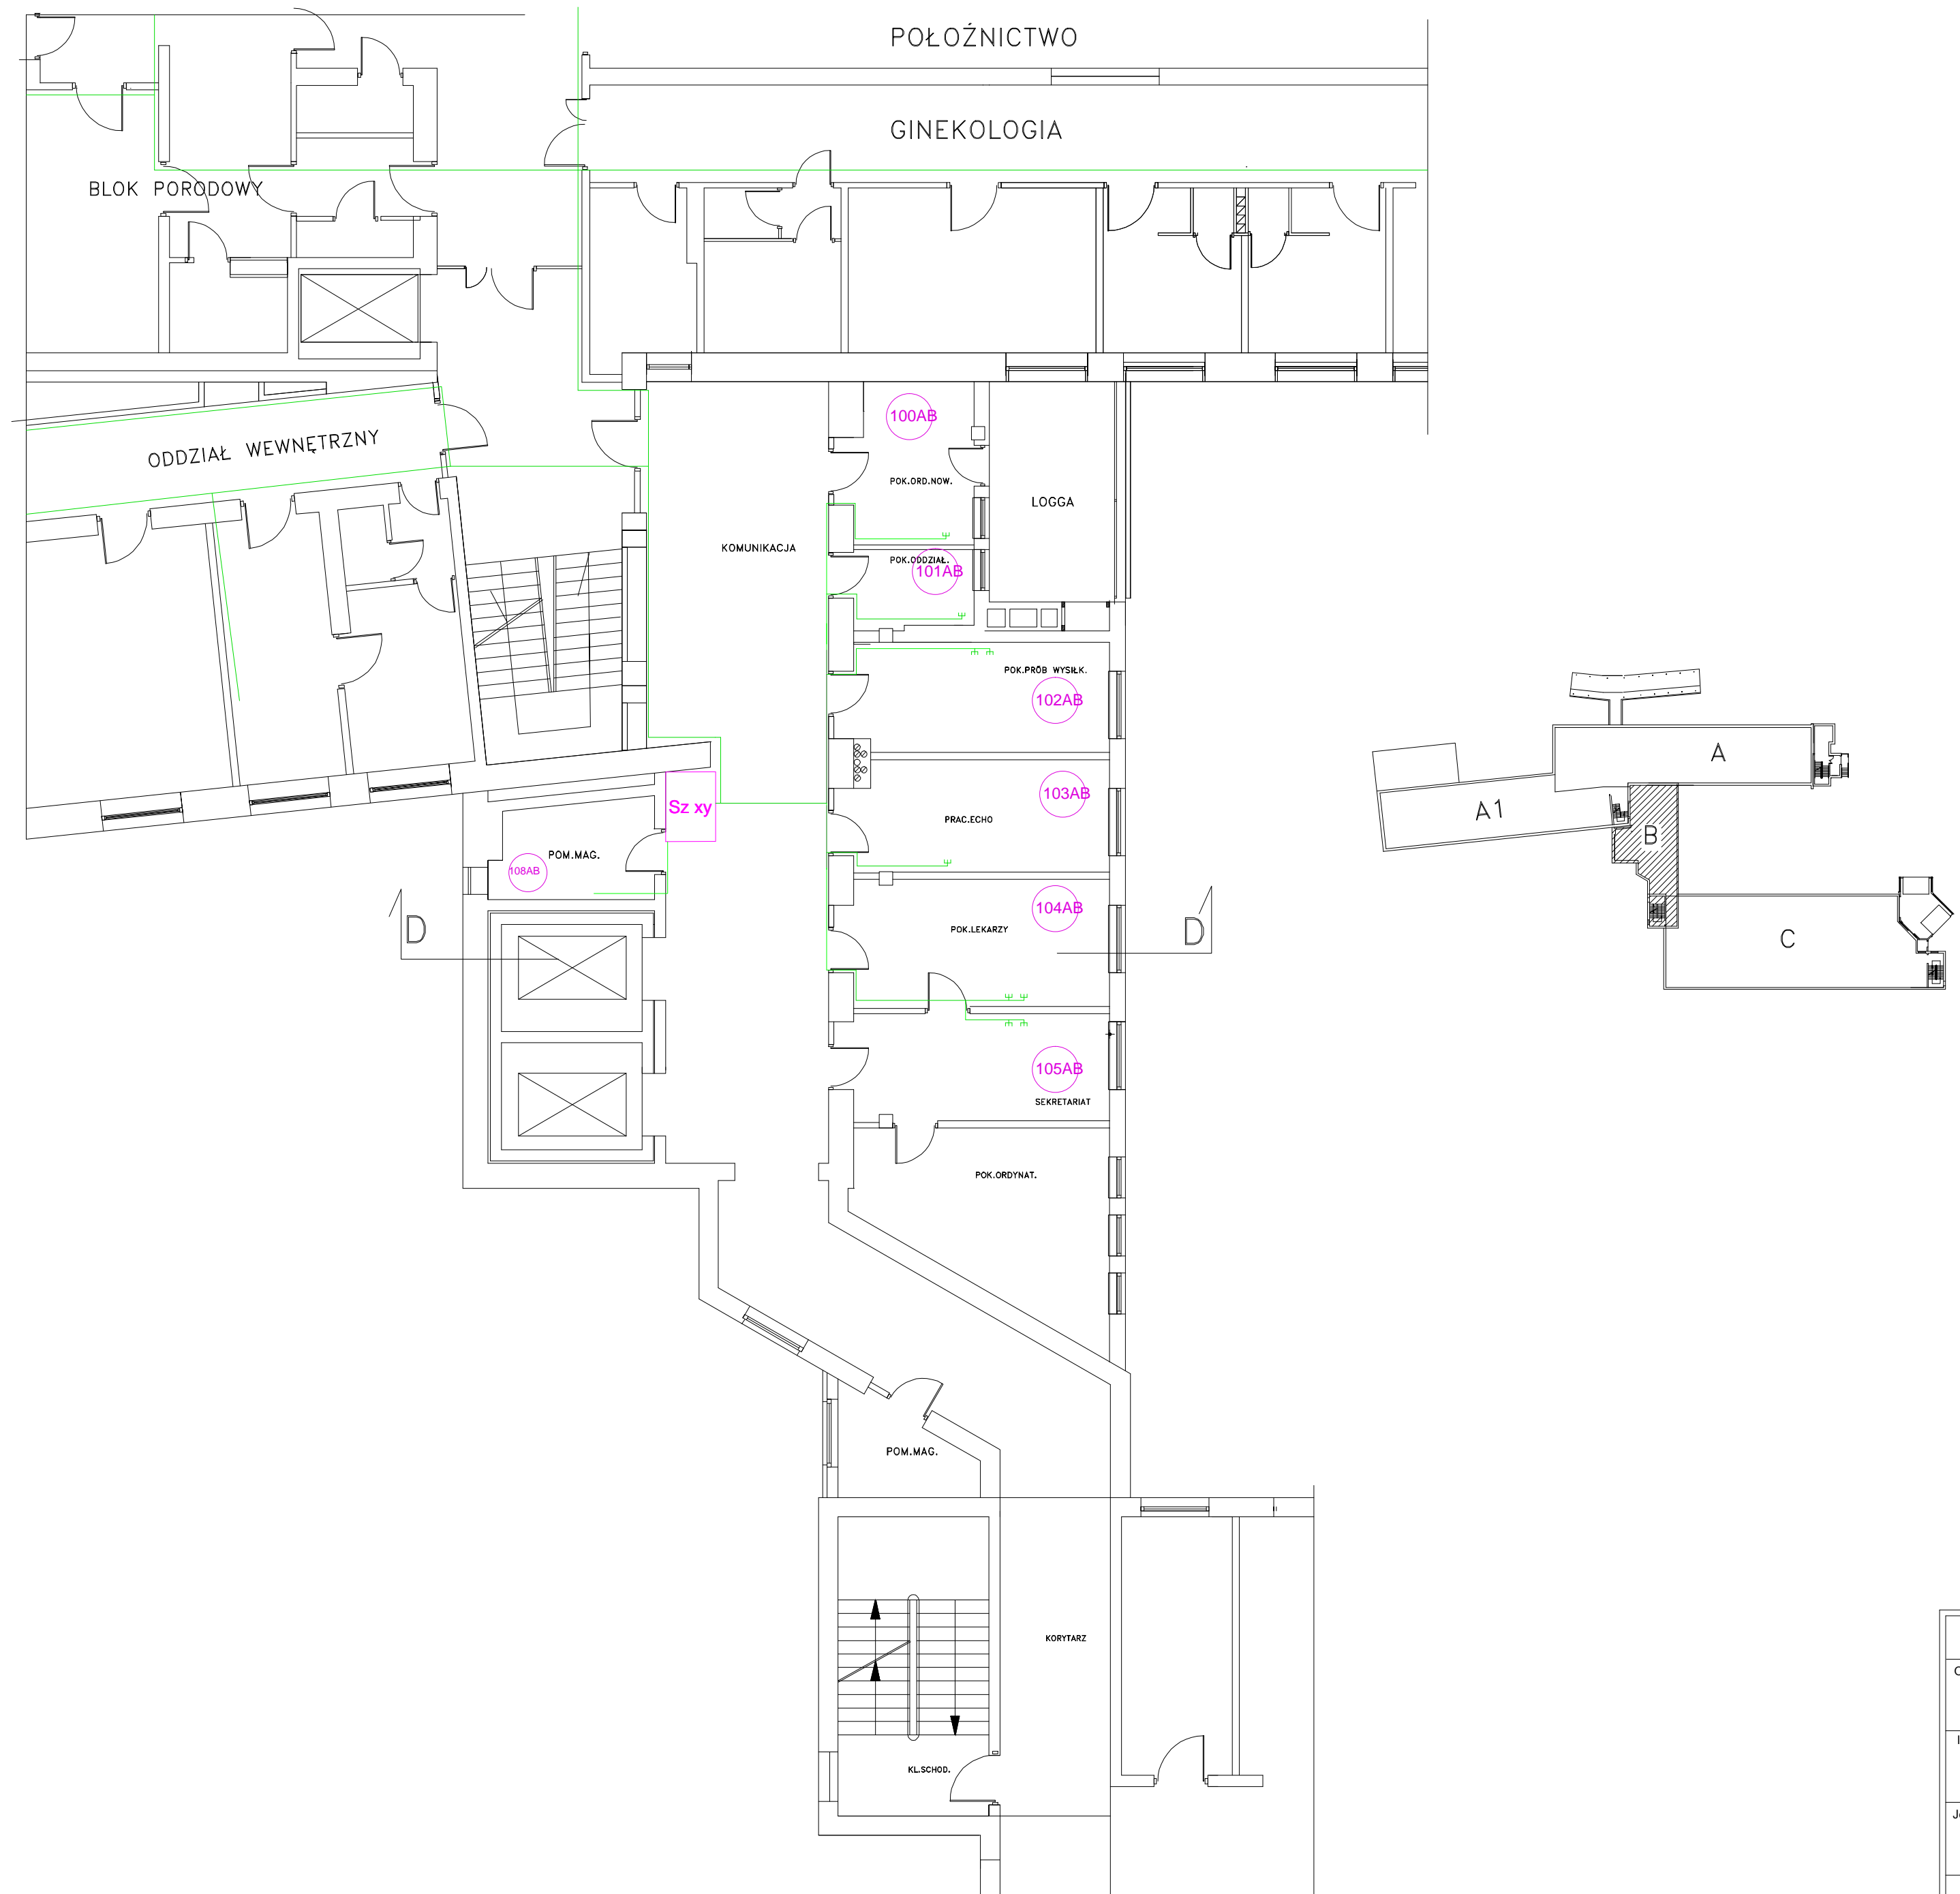 POŁOŹNICTWO
GINEKOLOGIA
BLOK PORODOWY
100AB
ODDZIAŁ WEWNĘTRZNY
POK.ORD.NOW.
LOGGA
KOMUNIKACJA
POK.ODDZIAŁ.
101AB
POK.PRÓB WYSIŁK.
102AB
A
103AB
Sz xy
A1
PRAC.ECHO
B
POM.MAG.
108AB
104AB
D
POK.LEKARZY
D
C
105AB
SEKRETARIAT
POK.ORDYNAT.
POM.MAG.
KORYTARZ
KL.SCHOD.